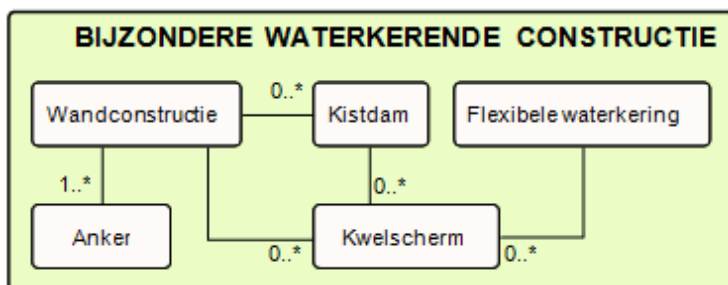 BIJZONDERE WATERKERENDE CONSTRUCTIE
0..*
Wandconstructie Kistdam Flexibele waterkering
1..* 0..*
Anker Kwelscherm
0..* 0..*